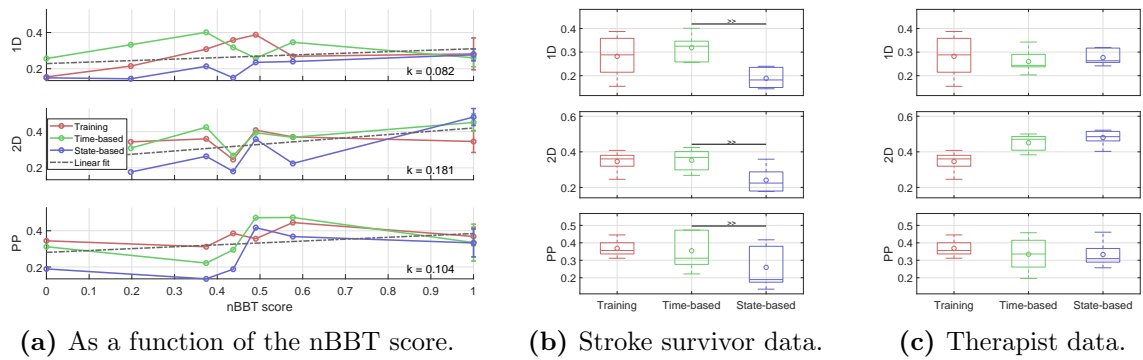 1D
0.4
0.2
k = 0.082
Training
Time-based
State-based
Linear fit
2D
0.4
0.2
k = 0.181
PP
0.4
0.2
k = 0.104
0 0.1 0.2 0.3 0.4 0.5 0.6 0.7 0.8 0.9 1
nBBT score
(a) As a function of the nBBT score.
1D
0.4
0.3
0.2
>>
2D
0.4
0.2
>>
PP
0.5
0.4
0.3
0.2
>>
Training Time-based State-based
(b) Stroke survivor data.
1D
0.4
0.3
0.2
2D
0.4
0.2
PP
0.5
0.4
0.3
0.2
Training Time-based State-based
(c) Therapist data.